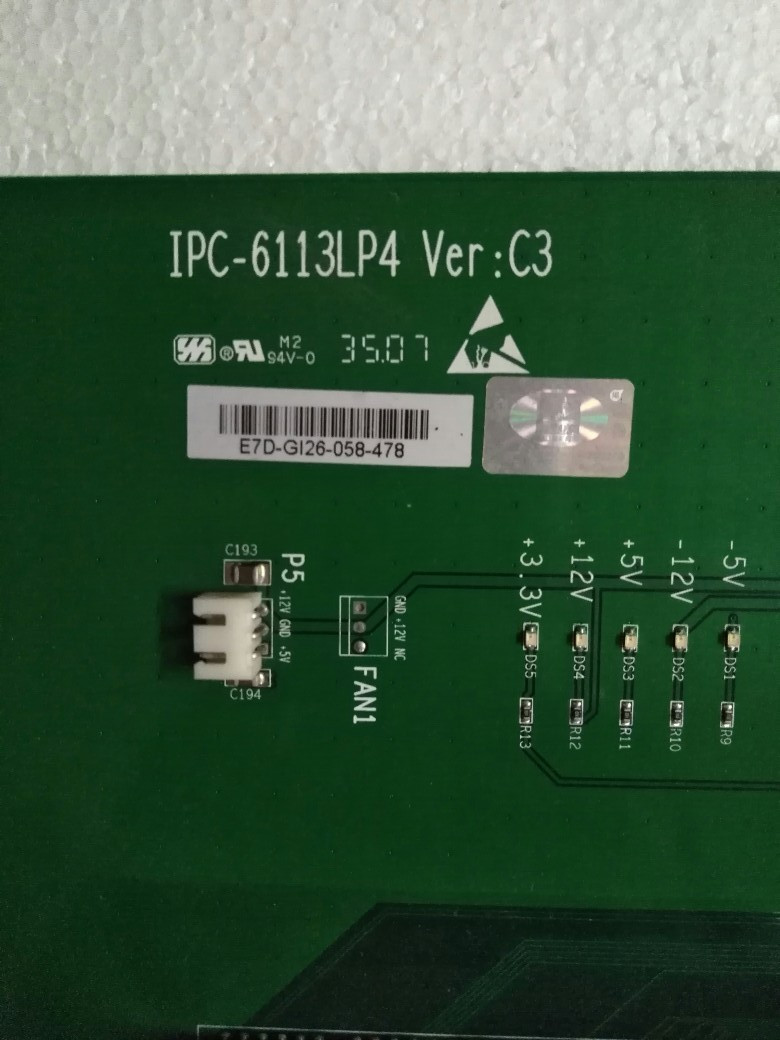 IPC-6113LP4 Ver:C3
® M2
94V-0
35.07
E7D-GI26-058-478
C193
P5
+12V GND +5V
C194
GND +12V NC
FAN1
+3.3V
+12V
+5V
-12V
-5V
DS5
DS4
DS3
DS2
DS1
R13
R12
R11
R10
R9